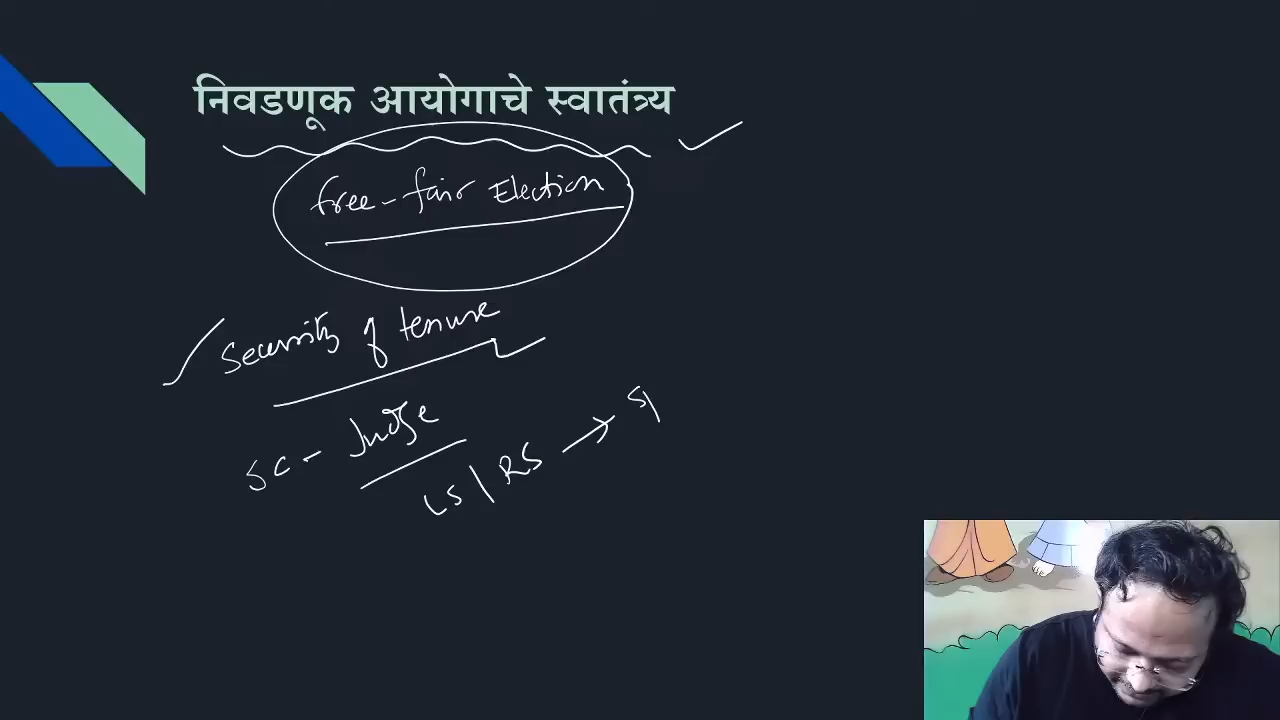 निवडणूक आयोगाचे स्वातंत्र्य
free-fair Election
Security of tenure
SC - Judge
LS | RS → S